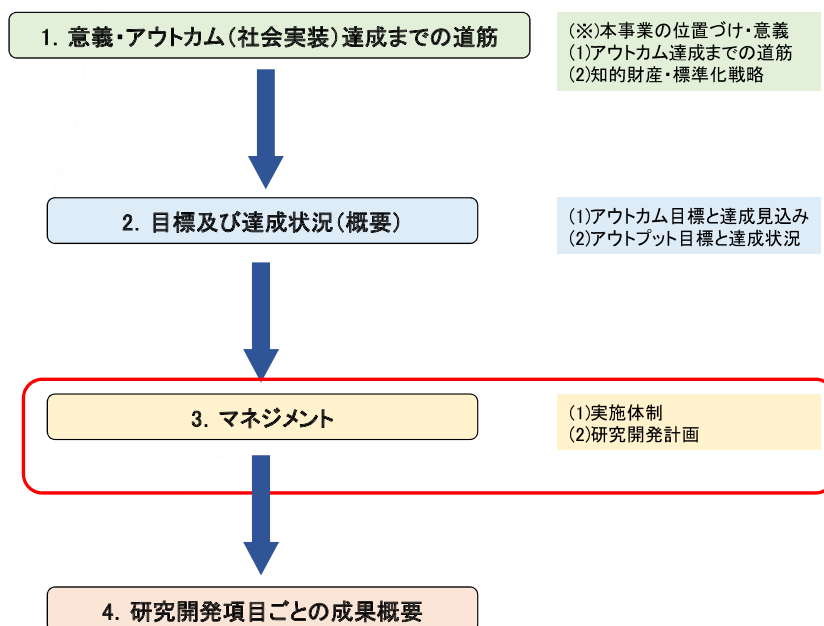 1. 意義・アウトカム(社会実装)達成までの道筋
(※)本事業の位置づけ・意義
(1)アウトカム達成までの道筋
(2)知的財産・標準化戦略
2. 目標及び達成状況(概要)
(1)アウトカム目標と達成見込み
(2)アウトプット目標と達成状況
3. マネジメント
(1)実施体制
(2)研究開発計画
4. 研究開発項目ごとの成果概要